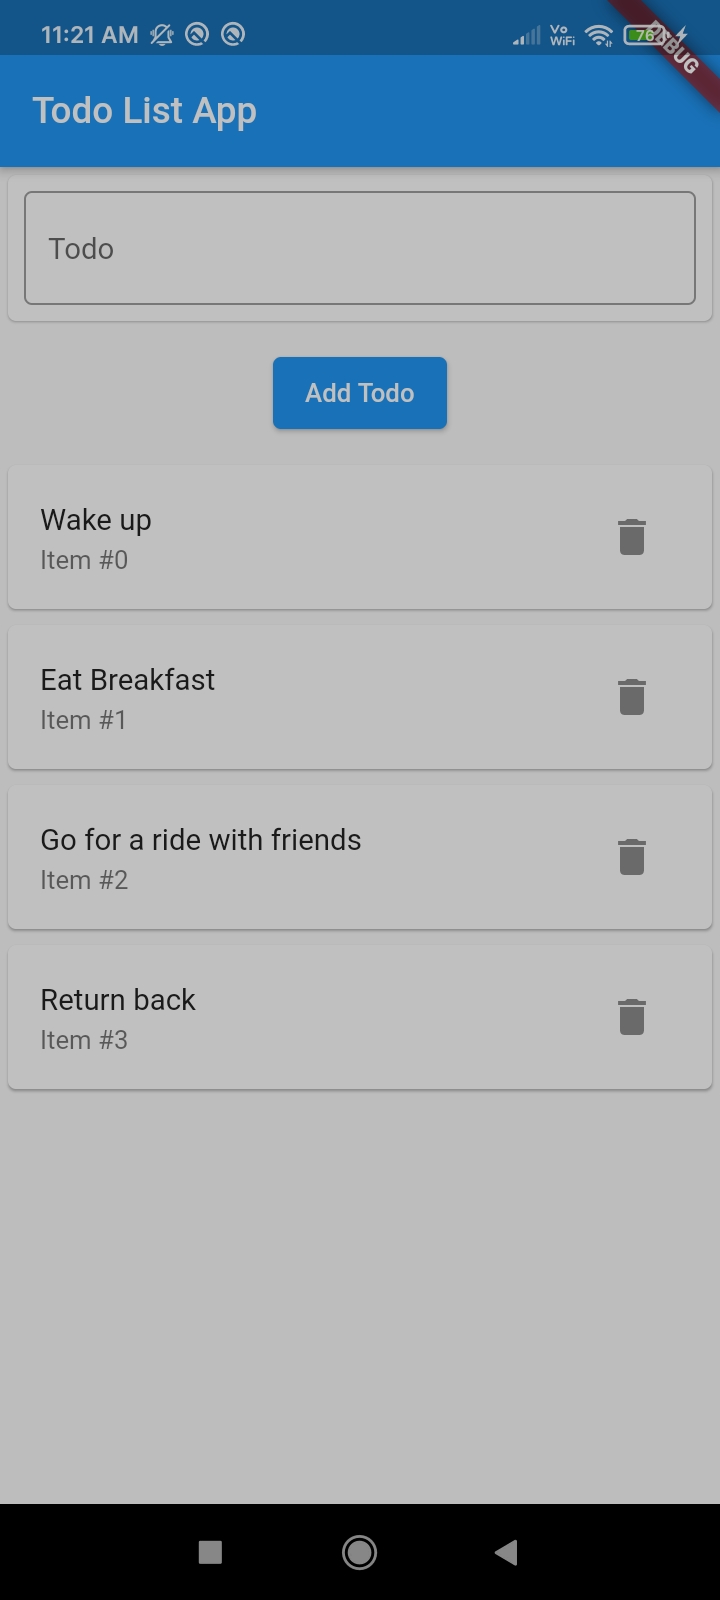 11:21 AM
Vo
WiFi
76
DEBUG
Todo List App
Todo
Add Todo
Wake up
Item #0
Eat Breakfast
Item #1
Go for a ride with friends
Item #2
Return back
Item #3